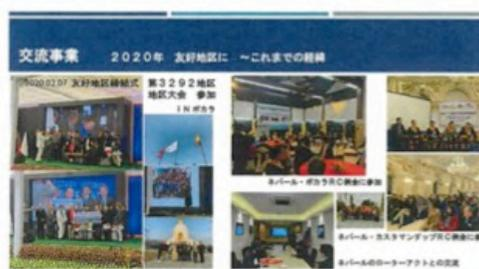 交流事業　2020年 友好地区に ～これまでの経緯
2020.02.07 友好地区締結式
第3292地区
地区大会 参加
IN ポカラ
ネパール・ポカラRC例会に参加
ネパール・カスタマンダップRC例会に参
ネパールのローターアクトとの交流